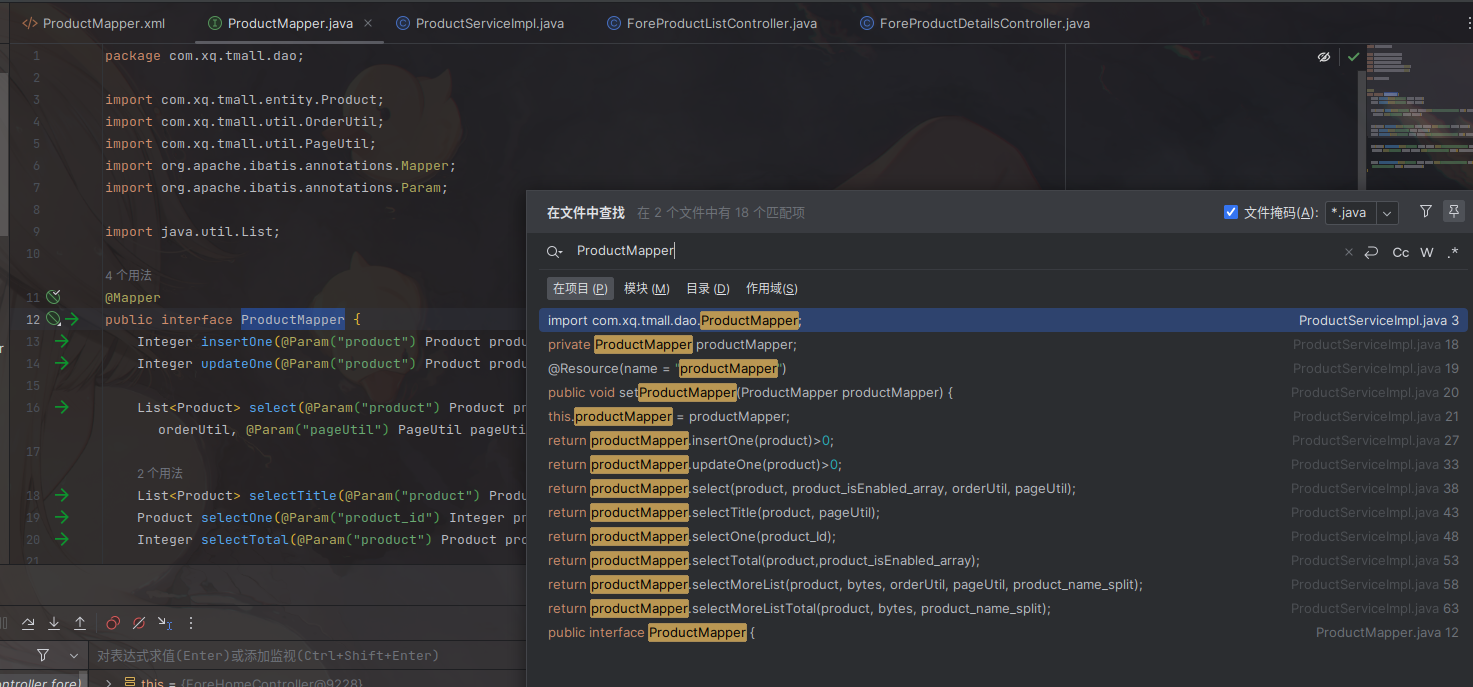 ProductMapper.xml
ProductMapper.java
ProductServiceImpl.java
ForeProductListController.java
ForeProductDetailsController.java
1 package com.xq.tmall.dao;
2
3 import com.xq.tmall.entity.Product;
4 import com.xq.tmall.util.OrderUtil;
5 import com.xq.tmall.util.PageUtil;
6 import org.apache.ibatis.annotations.Mapper;
7 import org.apache.ibatis.annotations.Param;
8
9 import java.util.List;
10
4 个用法
11 @Mapper
12 public interface ProductMapper {
13 Integer insertOne(@Param("product") Product produ
14 Integer updateOne(@Param("product") Product produ
15
16 List<Product> select(@Param("product") Product pr
orderUtil, @Param("pageUtil") PageUtil pageUti
17
2 个用法
18 List<Product> selectTitle(@Param("product") Produ
19 Product selectOne(@Param("product_id") Integer pr
20 Integer selectTotal(@Param("product") Product pro
21
在文件中查找 在 2 个文件中有 18 个匹配项
文件掩码(A): *.java
ProductMapper
Cc W .*
在项目 (P) 模块 (M) 目录 (D) 作用域(S)
import com.xq.tmall.dao.ProductMapper; ProductServiceImpl.java 3
private ProductMapper productMapper; ProductServiceImpl.java 18
@Resource(name = "productMapper") ProductServiceImpl.java 19
public void setProductMapper(ProductMapper productMapper) { ProductServiceImpl.java 20
this.productMapper = productMapper; ProductServiceImpl.java 21
return productMapper.insertOne(product)>0; ProductServiceImpl.java 27
return productMapper.updateOne(product)>0; ProductServiceImpl.java 33
return productMapper.select(product, product_isEnabled_array, orderUtil, pageUtil); ProductServiceImpl.java 38
return productMapper.selectTitle(product, pageUtil); ProductServiceImpl.java 43
return productMapper.selectOne(product_Id); ProductServiceImpl.java 48
return productMapper.selectTotal(product,product_isEnabled_array); ProductServiceImpl.java 53
return productMapper.selectMoreList(product, bytes, orderUtil, pageUtil, product_name_split); ProductServiceImpl.java 58
return productMapper.selectMoreListTotal(product, bytes, product_name_split); ProductServiceImpl.java 63
public interface ProductMapper { ProductMapper.java 12
对表达式求值(Enter)或添加监视(Ctrl+Shift+Enter)
ontroller.fore)
this = {ForeHomeController@9228}